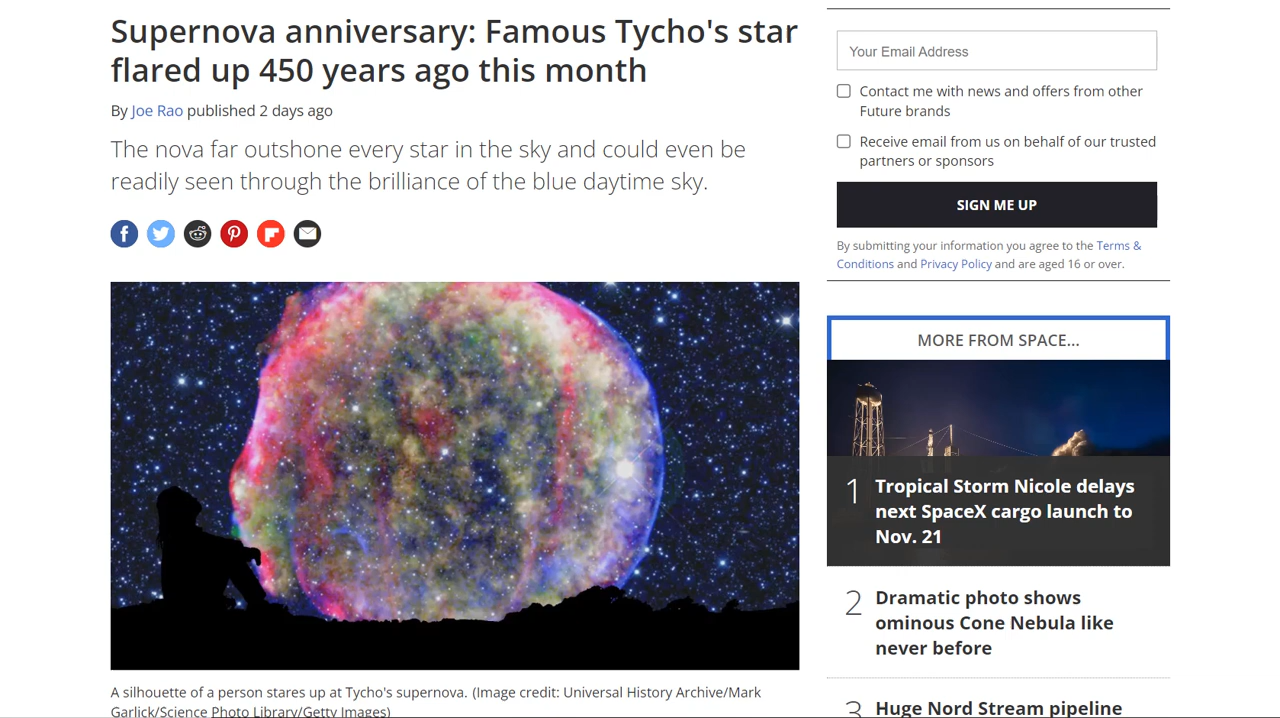 Supernova anniversary: Famous Tycho's star
flared up 450 years ago this month
By Joe Rao published 2 days ago
The nova far outshone every star in the sky and could even be
readily seen through the brilliance of the blue daytime sky.
A silhouette of a person stares up at Tycho's supernova. (Image credit: Universal History Archive/Mark
Garlick/Science Photo Library/Getty Images)
Your Email Address
Contact me with news and offers from other
Future brands
Receive email from us on behalf of our trusted
partners or sponsors
SIGN ME UP
By submitting your information you agree to the Terms &
Conditions and Privacy Policy and are aged 16 or over.
MORE FROM SPACE...
1 Tropical Storm Nicole delays
next SpaceX cargo launch to
Nov. 21
2 Dramatic photo shows
ominous Cone Nebula like
never before
3 Huge Nord Stream pipeline